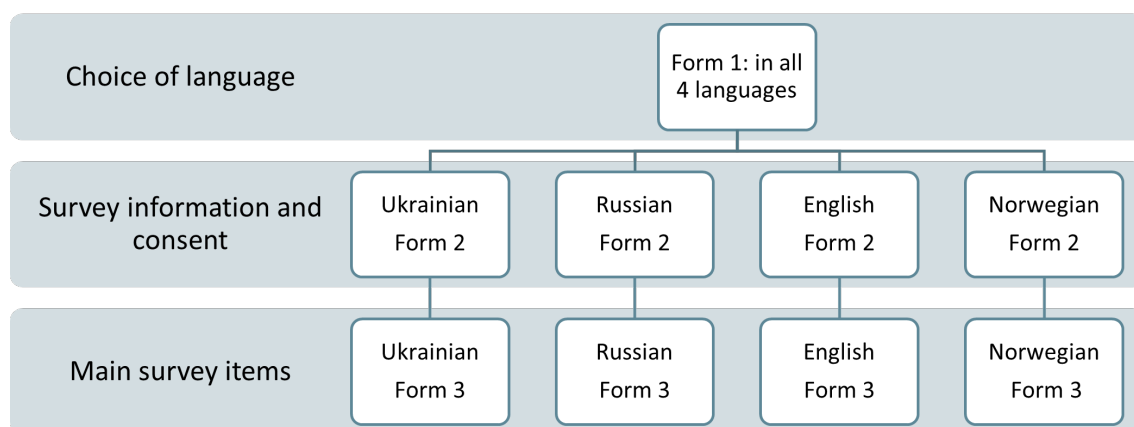 Choice of language
Form 1: in all
4 languages
Survey information and
consent
Ukrainian
Form 2
Russian
Form 2
English
Form 2
Norwegian
Form 2
Main survey items
Ukrainian
Form 3
Russian
Form 3
English
Form 3
Norwegian
Form 3